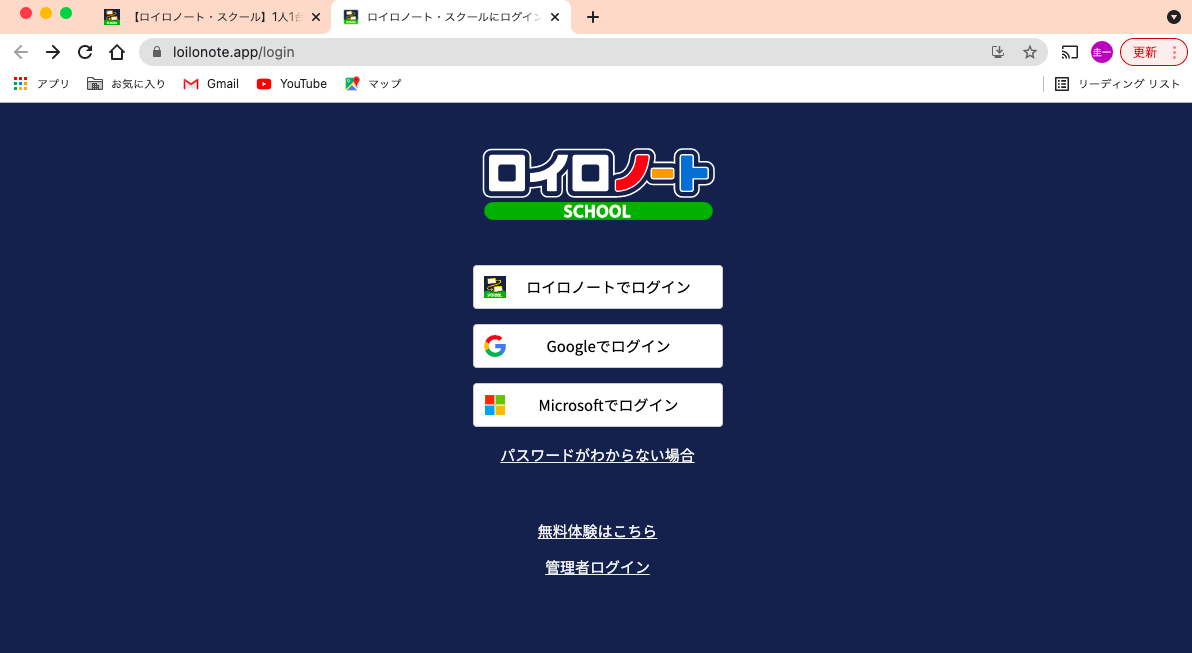 【ロイロノート・スクール】1人1台
ロイロノート・スクールにログイン
loilonote.app/login
圭一
更新
アプリ
お気に入り
Gmail
YouTube
マップ
リーディング リスト
ロイロノート
SCHOOL
ロイロノートでログイン
Googleでログイン
Microsoftでログイン
パスワードがわからない場合
無料体験はこちら
管理者ログイン